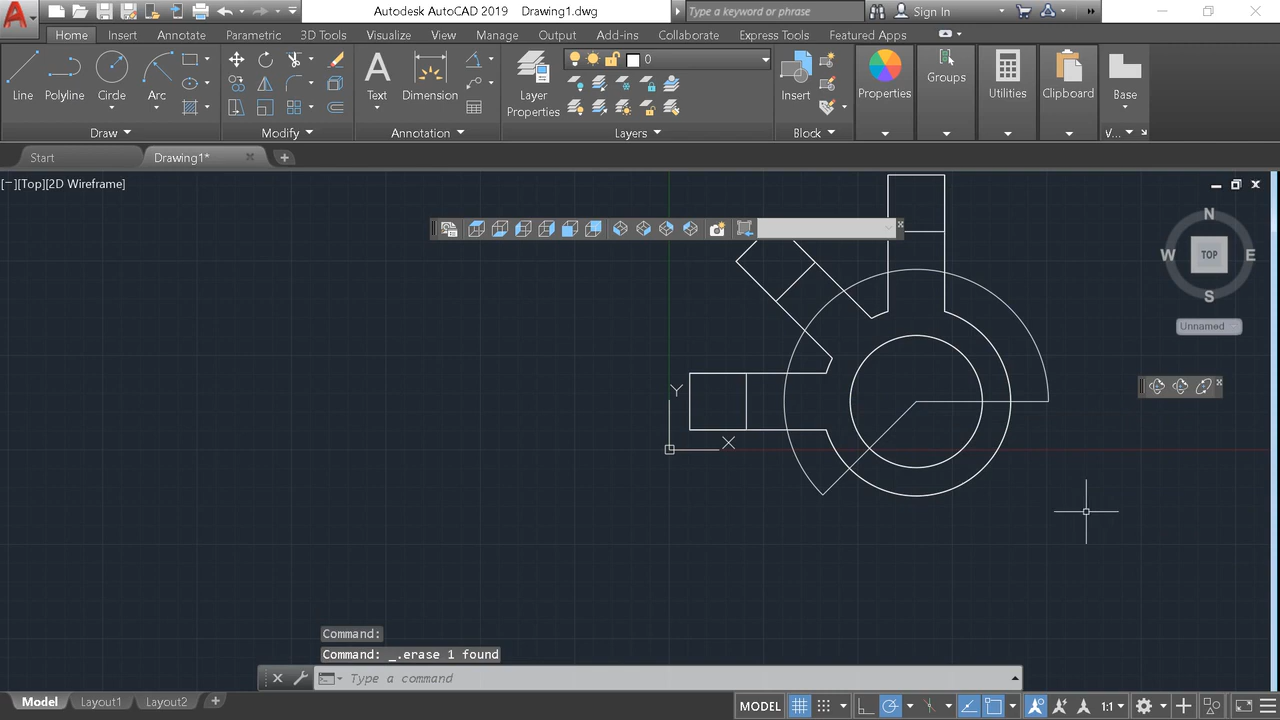 A Autodesk AutoCAD 2019 Drawing1.dwg Type a keyword or phrase Sign In
Home Insert Annotate Parametric 3D Tools Visualize View Manage Output Add-ins Collaborate Express Tools Featured Apps
Line Polyline Circle Arc Text Dimension Layer Properties 0 Insert Properties Groups Utilities Clipboard Base
Draw Modify Annotation Layers Block V...
Start Drawing1*
[−][Top][2D Wireframe]
N
W TOP E
S
Unnamed
Y
X
Command:
Command: _.erase 1 found
Type a command
Model Layout1 Layout2 MODEL 1:1